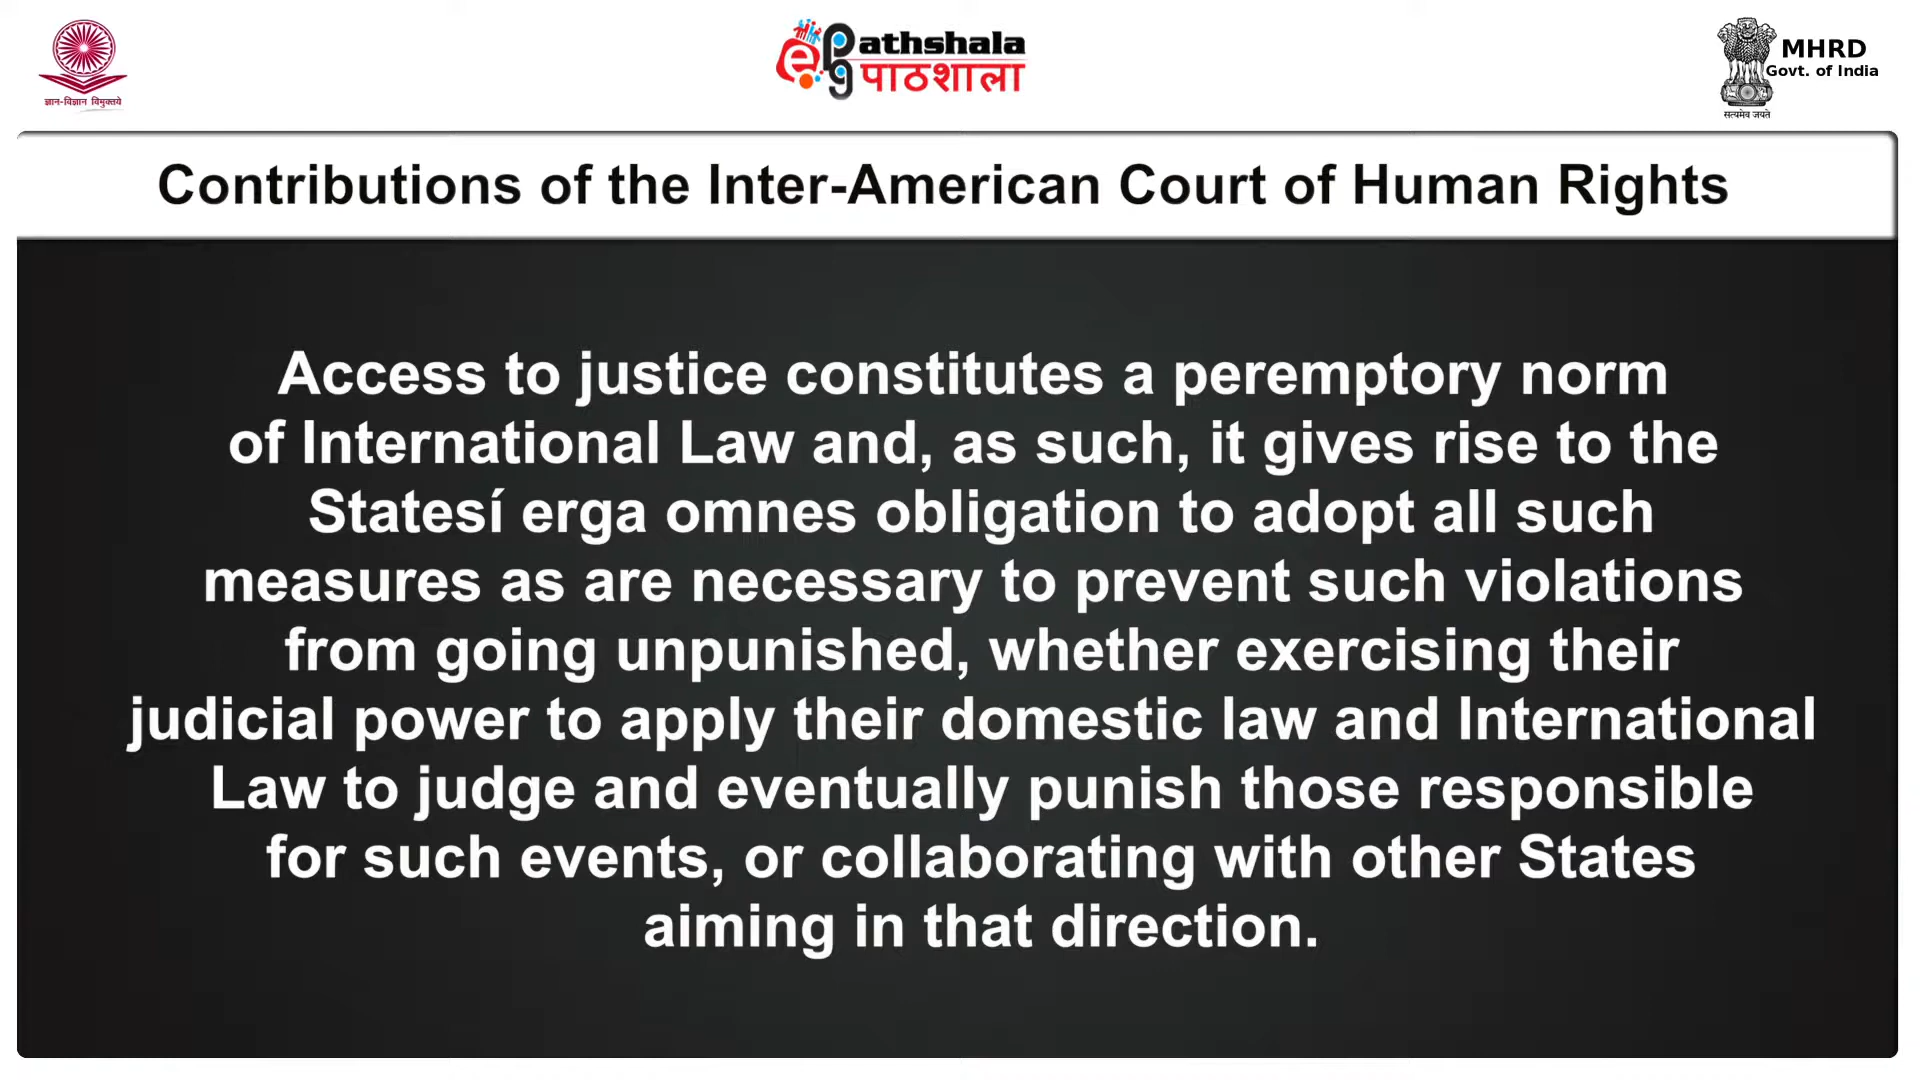 ज्ञान-विज्ञान विमुक्तये
ePG Pathshala
पाठशाला
MHRD
Govt. of India
सत्यमेव जयते
Contributions of the Inter-American Court of Human Rights
Access to justice constitutes a peremptory norm
of International Law and, as such, it gives rise to the
Statesí erga omnes obligation to adopt all such
measures as are necessary to prevent such violations
from going unpunished, whether exercising their
judicial power to apply their domestic law and International
Law to judge and eventually punish those responsible
for such events, or collaborating with other States
aiming in that direction.